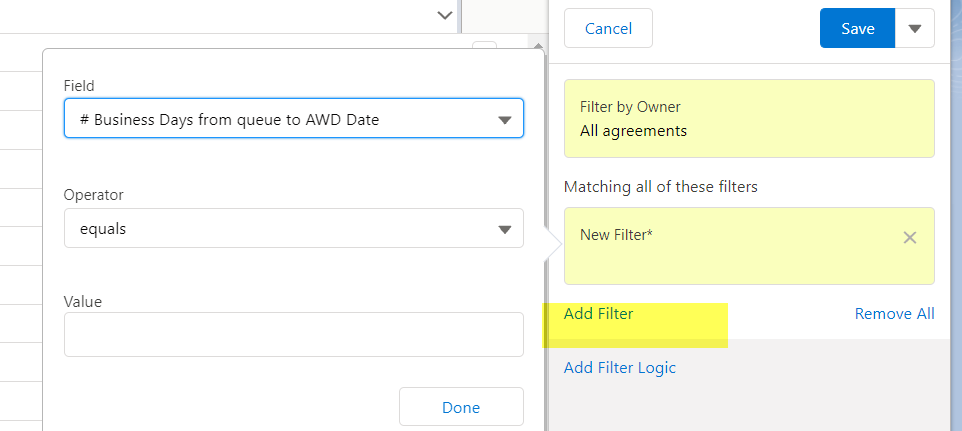 Cancel
Save
Field
# Business Days from queue to AWD Date
Operator
equals
Value
Done
Filter by Owner
All agreements
Matching all of these filters
New Filter*
Add Filter
Remove All
Add Filter Logic